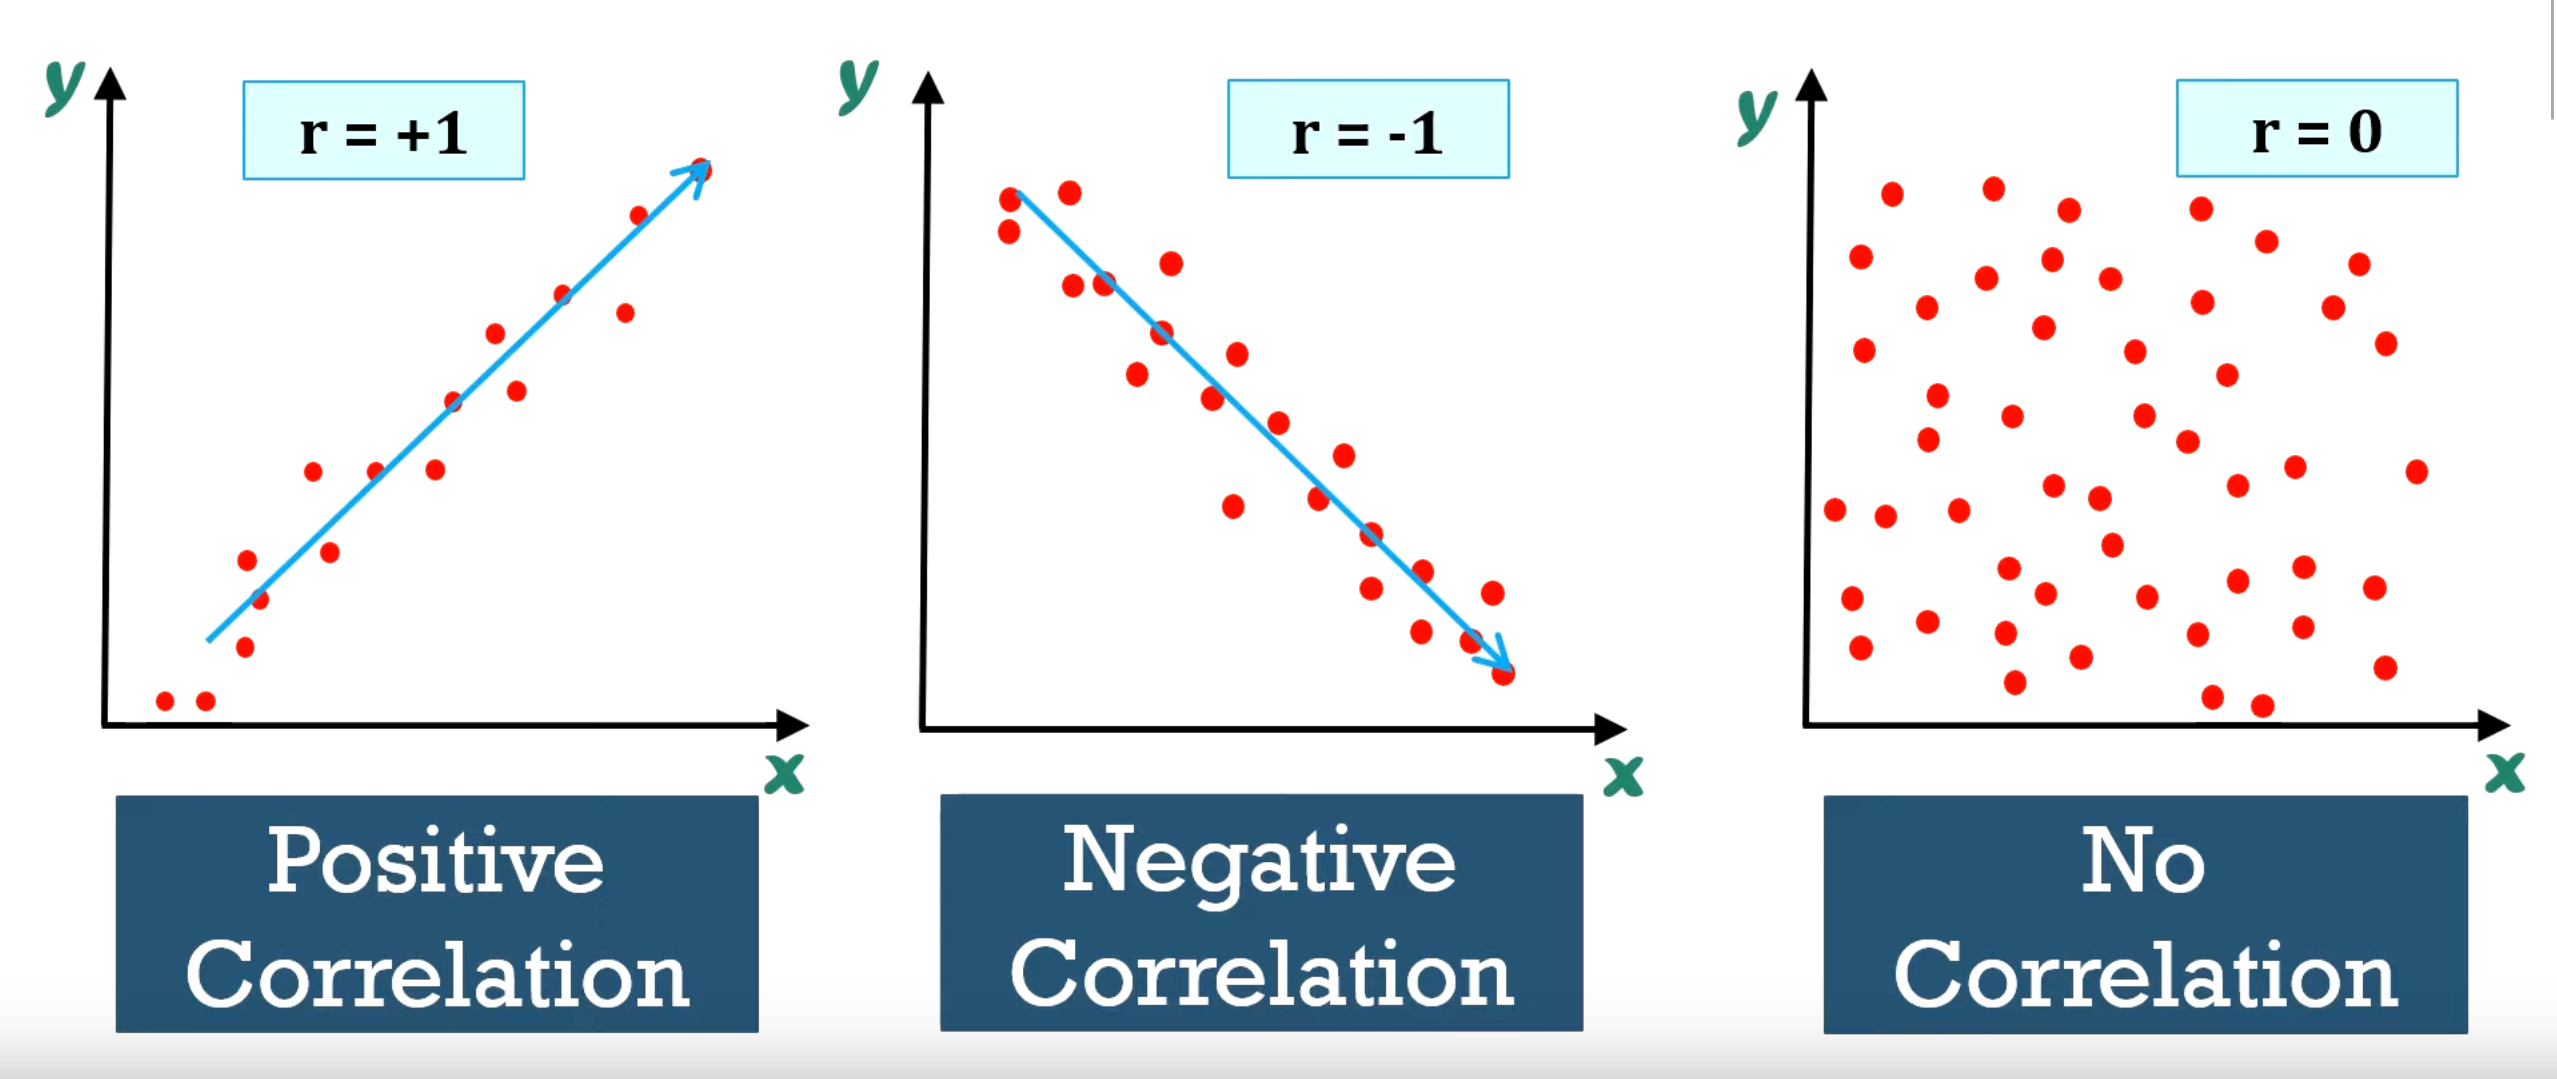 y
r = +1
x
Positive
Correlation
y
r = -1
x
Negative
Correlation
y
r = 0
x
No
Correlation